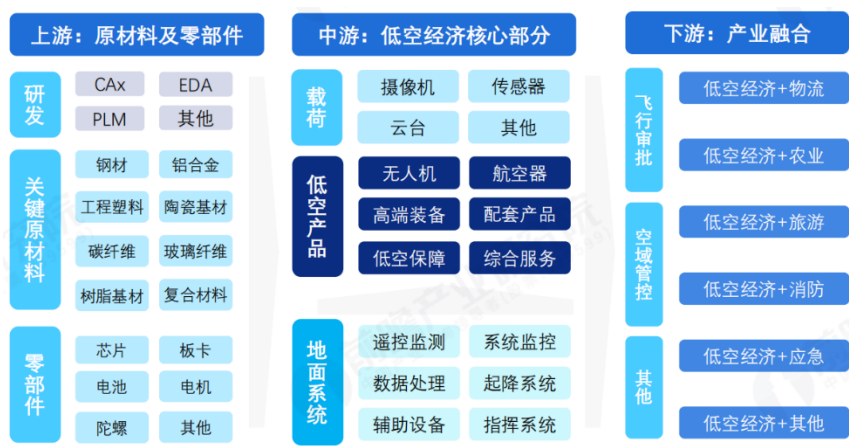 上游：原材料及零部件
研发
CAx
EDA
PLM
其他
关键原材料
钢材
铝合金
工程塑料
陶瓷基材
碳纤维
玻璃纤维
树脂基材
复合材料
零部件
芯片
板卡
电池
电机
陀螺
其他
中游：低空经济核心部分
载荷
摄像机
传感器
云台
其他
低空产品
无人机
航空器
高端装备
配套产品
低空保障
综合服务
地面系统
遥控监测
系统监控
数据处理
起降系统
辅助设备
指挥系统
下游：产业融合
飞行审批
空域管控
其他
低空经济+物流
低空经济+农业
低空经济+旅游
低空经济+消防
低空经济+应急
低空经济+其他